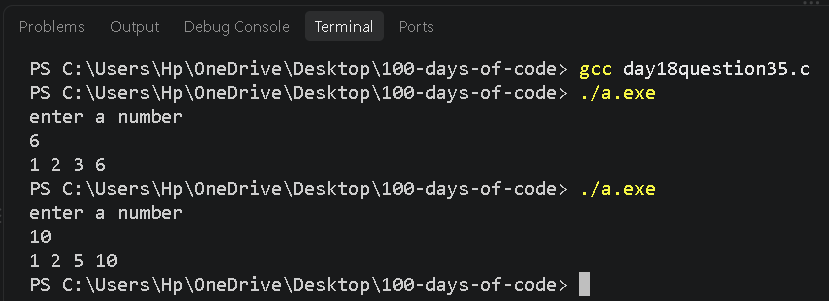 Problems Output Debug Console Terminal Ports
PS C:\Users\Hp\OneDrive\Desktop\100-days-of-code> gcc day18question35.c
PS C:\Users\Hp\OneDrive\Desktop\100-days-of-code> ./a.exe
enter a number
6
1 2 3 6
PS C:\Users\Hp\OneDrive\Desktop\100-days-of-code> ./a.exe
enter a number
10
1 2 5 10
PS C:\Users\Hp\OneDrive\Desktop\100-days-of-code>